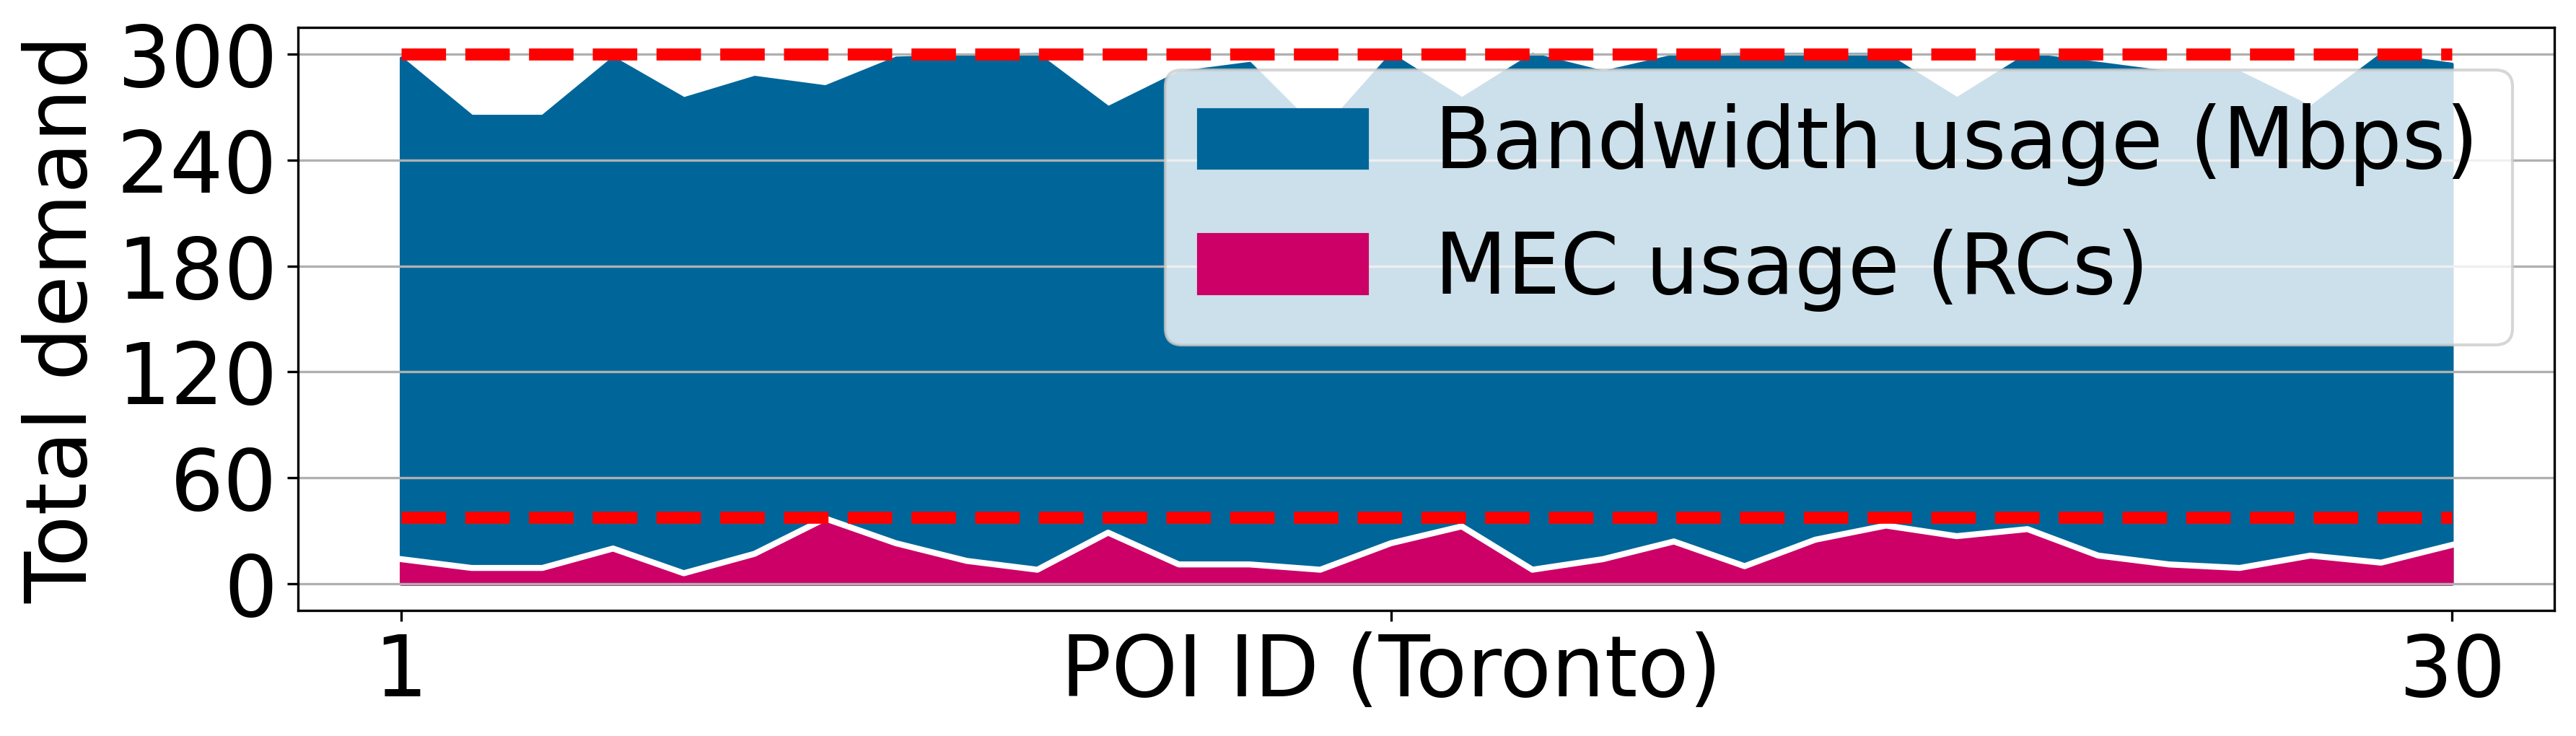 Total demand
300
240
180
120
60
0
Bandwidth usage (Mbps)
MEC usage (RCs)
1
POI ID (Toronto)
30